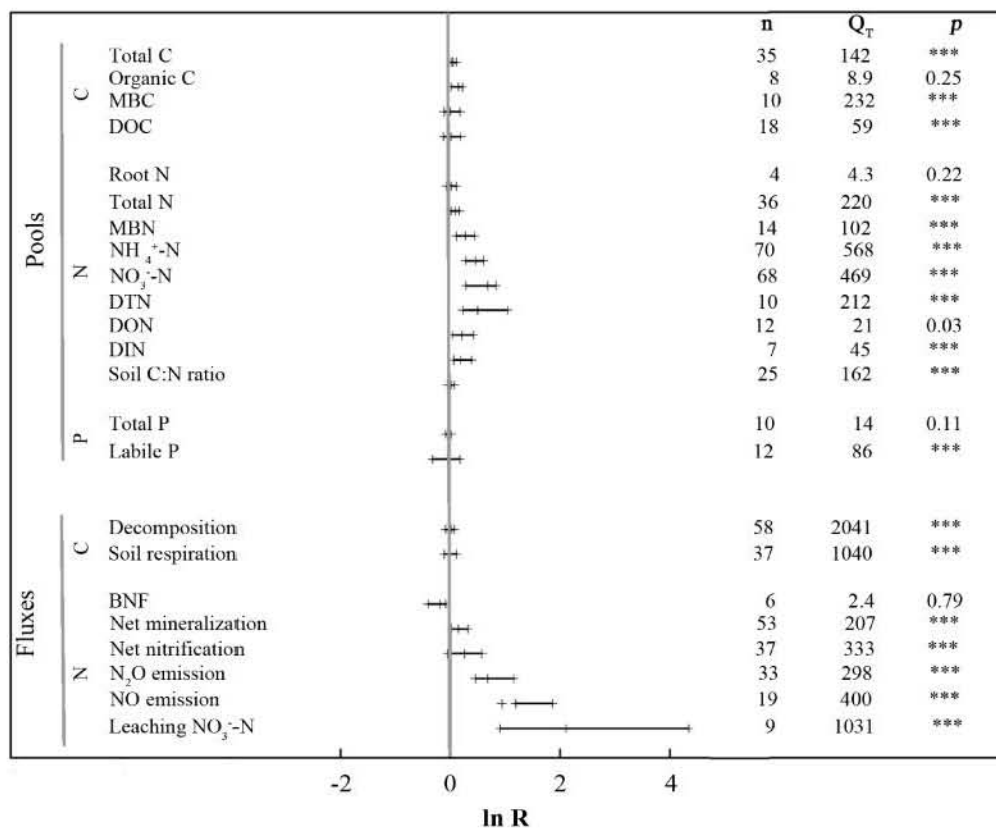 n Q_T p
Pools
C
Total C 35 142 ***
Organic C 8 8.9 0.25
MBC 10 232 ***
DOC 18 59 ***
N
Root N 4 4.3 0.22
Total N 36 220 ***
MBN 14 102 ***
NH₄⁺-N 70 568 ***
NO₃⁻-N 68 469 ***
DTN 10 212 ***
DON 12 21 0.03
DIN 7 45 ***
Soil C:N ratio 25 162 ***
P
Total P 10 14 0.11
Labile P 12 86 ***
Fluxes
C
Decomposition 58 2041 ***
Soil respiration 37 1040 ***
N
BNF 6 2.4 0.79
Net mineralization 53 207 ***
Net nitrification 37 333 ***
N₂O emission 33 298 ***
NO emission 19 400 ***
Leaching NO₃⁻-N 9 1031 ***
-2 0 2 4
ln R